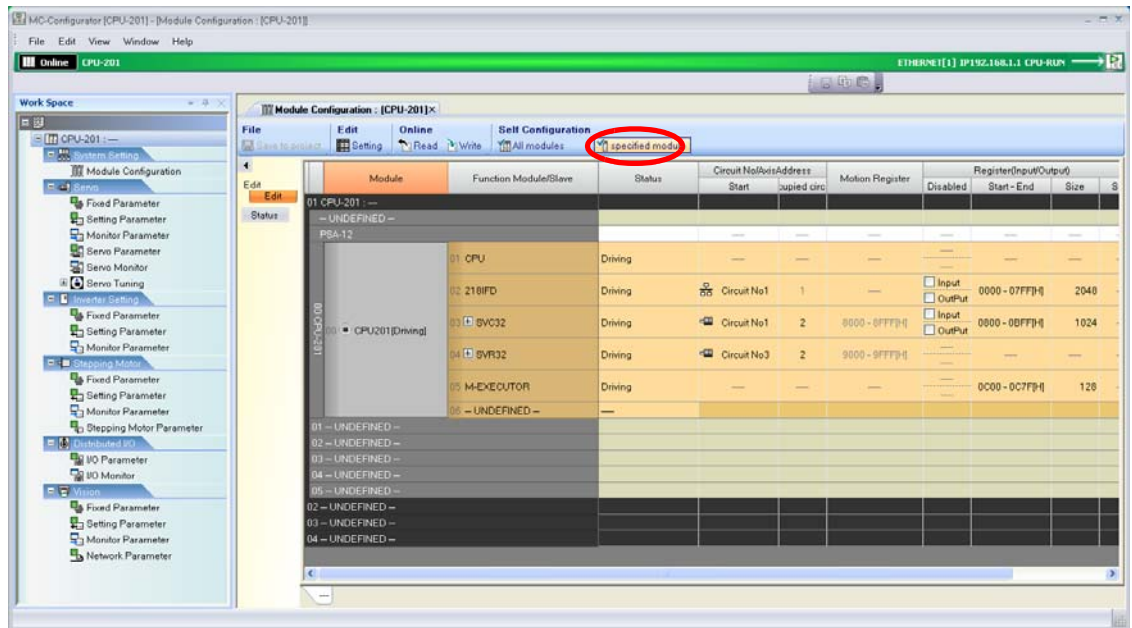 MC-Configurator [CPU-201] - [Module Configuration : [CPU-201]]
File Edit View Window Help
Online CPU-201 ETHERNET[1] IP192.168.1.1 CPU-RUN
Work Space
Module Configuration : [CPU-201]×
File Edit Online Self Configuration
Save to project Setting Read Write All modules specified modu
CPU-201 : ---
System Setting
Module Configuration
Servo
Fixed Parameter
Setting Parameter
Monitor Parameter
Servo Parameter
Servo Monitor
Servo Tuning
Inverter Setting
Fixed Parameter
Setting Parameter
Monitor Parameter
Stepping Motor
Fixed Parameter
Setting Parameter
Monitor Parameter
Stepping Motor Parameter
Distributed I/O
I/O Parameter
I/O Monitor
Vision
Fixed Parameter
Setting Parameter
Monitor Parameter
Network Parameter
Edit
Edit
Status
Module Function Module/Slave Status Circuit No/AxisAddress Motion Register Register(Input/Output)
Start cupied circ Disabled Start - End Size S
01 CPU-201 : ---
-- UNDEFINED --
PSA-12 --- --- --- --- --- ---
00 CPU-201
00 CPU201[Driving]
01 CPU Driving --- --- --- --- --- ---
02 218IFD Driving Circuit No1 1 --- Input OutPut 0000 - 07FF[H] 2048
03 SVC32 Driving Circuit No1 2 8000 - 8FFF[H] Input OutPut 0800 - 0BFF[H] 1024
04 SVR32 Driving Circuit No3 2 9000 - 9FFF[H] --- --- ---
05 M-EXECUTOR Driving --- --- --- --- 0C00 - 0C7F[H] 128
06 -- UNDEFINED -- ---
01 -- UNDEFINED --
02 -- UNDEFINED --
03 -- UNDEFINED --
04 -- UNDEFINED --
05 -- UNDEFINED --
02 -- UNDEFINED --
03 -- UNDEFINED --
04 -- UNDEFINED --
---